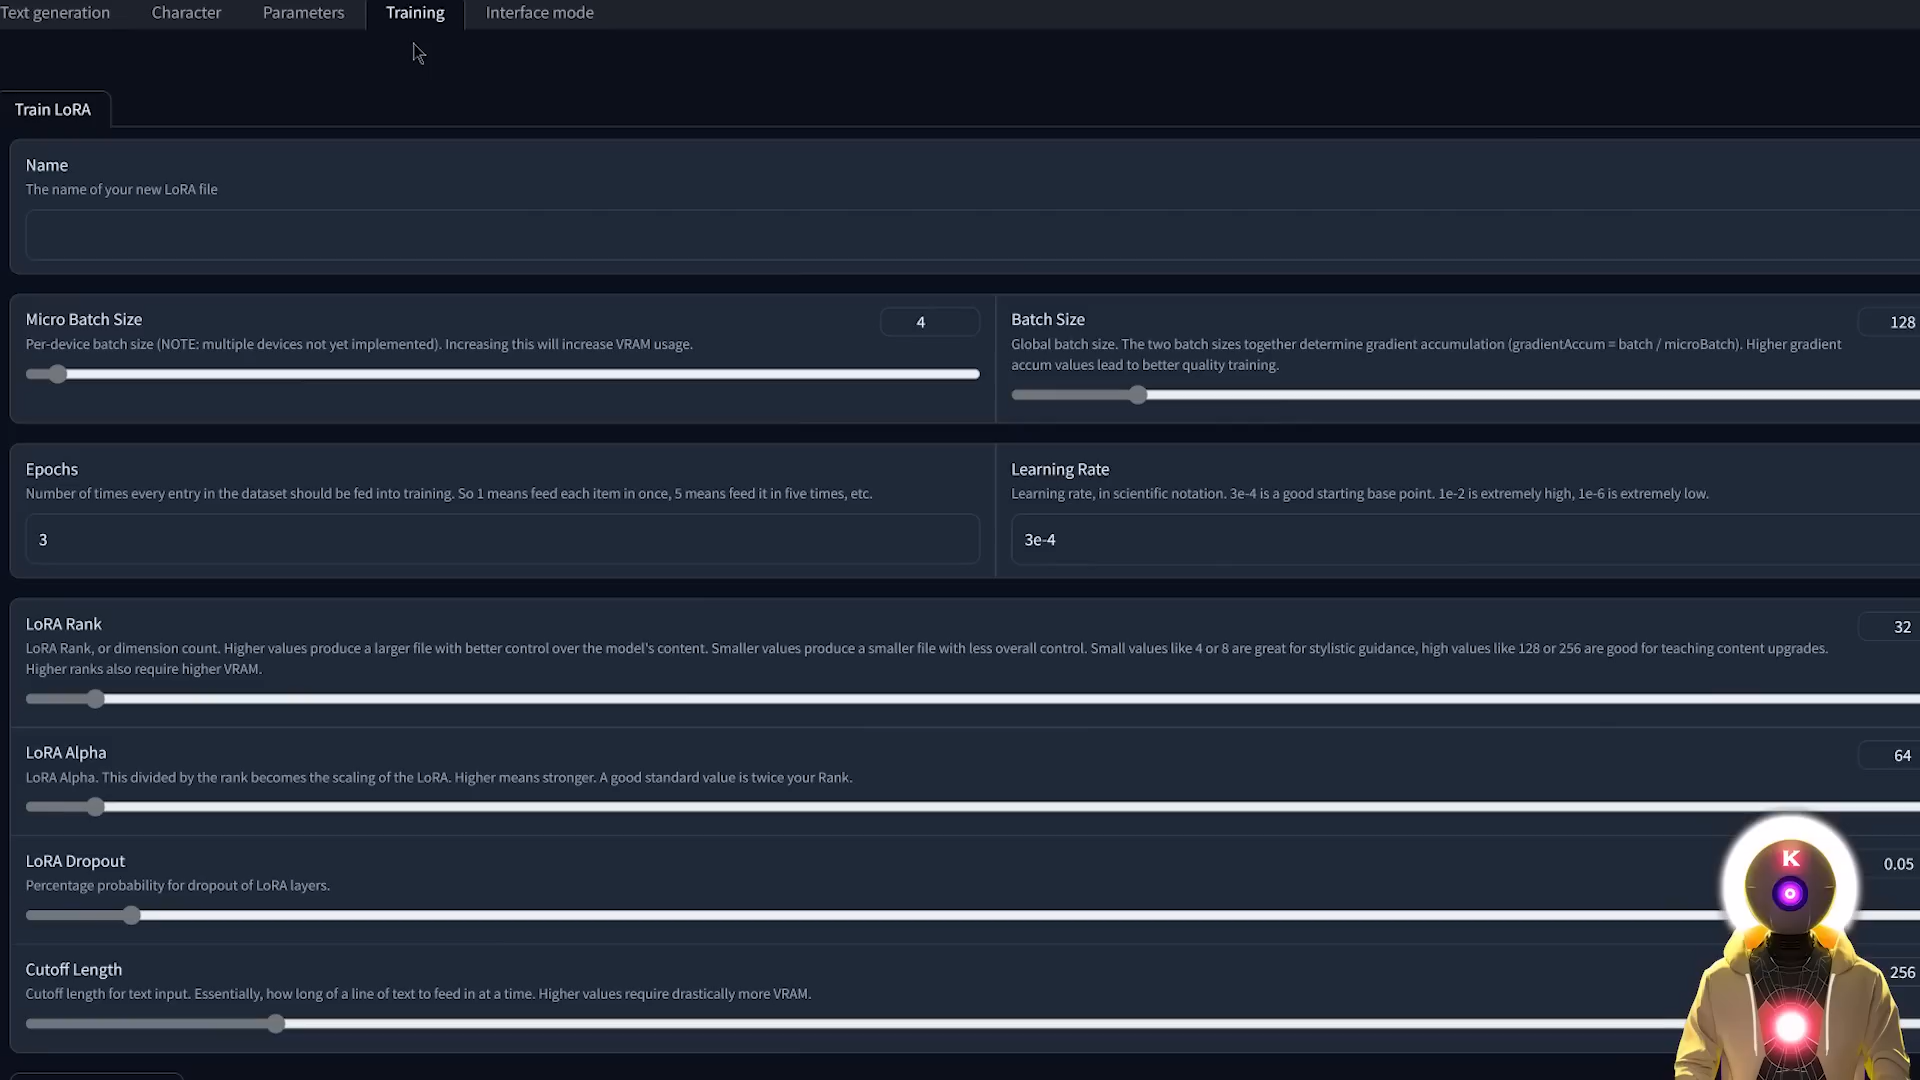 Text generation
Character
Parameters
Training
Interface mode
Train LoRA
Name
The name of your new LoRA file
Micro Batch Size
4
Per-device batch size (NOTE: multiple devices not yet implemented). Increasing this will increase VRAM usage.
Batch Size
128
Global batch size. The two batch sizes together determine gradient accumulation (gradientAccum = batch / microBatch). Higher gradient
accum values lead to better quality training.
Epochs
Number of times every entry in the dataset should be fed into training. So 1 means feed each item in once, 5 means feed it in five times, etc.
3
Learning Rate
Learning rate, in scientific notation. 3e-4 is a good starting base point. 1e-2 is extremely high, 1e-6 is extremely low.
3e-4
LoRA Rank
32
LoRA Rank, or dimension count. Higher values produce a larger file with better control over the model's content. Smaller values produce a smaller file with less overall control. Small values like 4 or 8 are great for stylistic guidance, high values like 128 or 256 are good for teaching content upgrades.
Higher ranks also require higher VRAM.
LoRA Alpha
64
LoRA Alpha. This divided by the rank becomes the scaling of the LoRA. Higher means stronger. A good standard value is twice your Rank.
LoRA Dropout
0.05
Percentage probability for dropout of LoRA layers.
K
Cutoff Length
256
Cutoff length for text input. Essentially, how long of a line of text to feed in at a time. Higher values require drastically more VRAM.